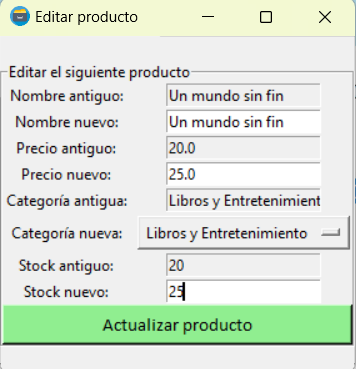 Editar producto
Editar el siguiente producto
Nombre antiguo: Un mundo sin fin
Nombre nuevo: Un mundo sin fin
Precio antiguo: 20.0
Precio nuevo: 25.0
Categoría antigua: Libros y Entretenimient
Categoría nueva: Libros y Entretenimiento
Stock antiguo: 20
Stock nuevo: 25
Actualizar producto